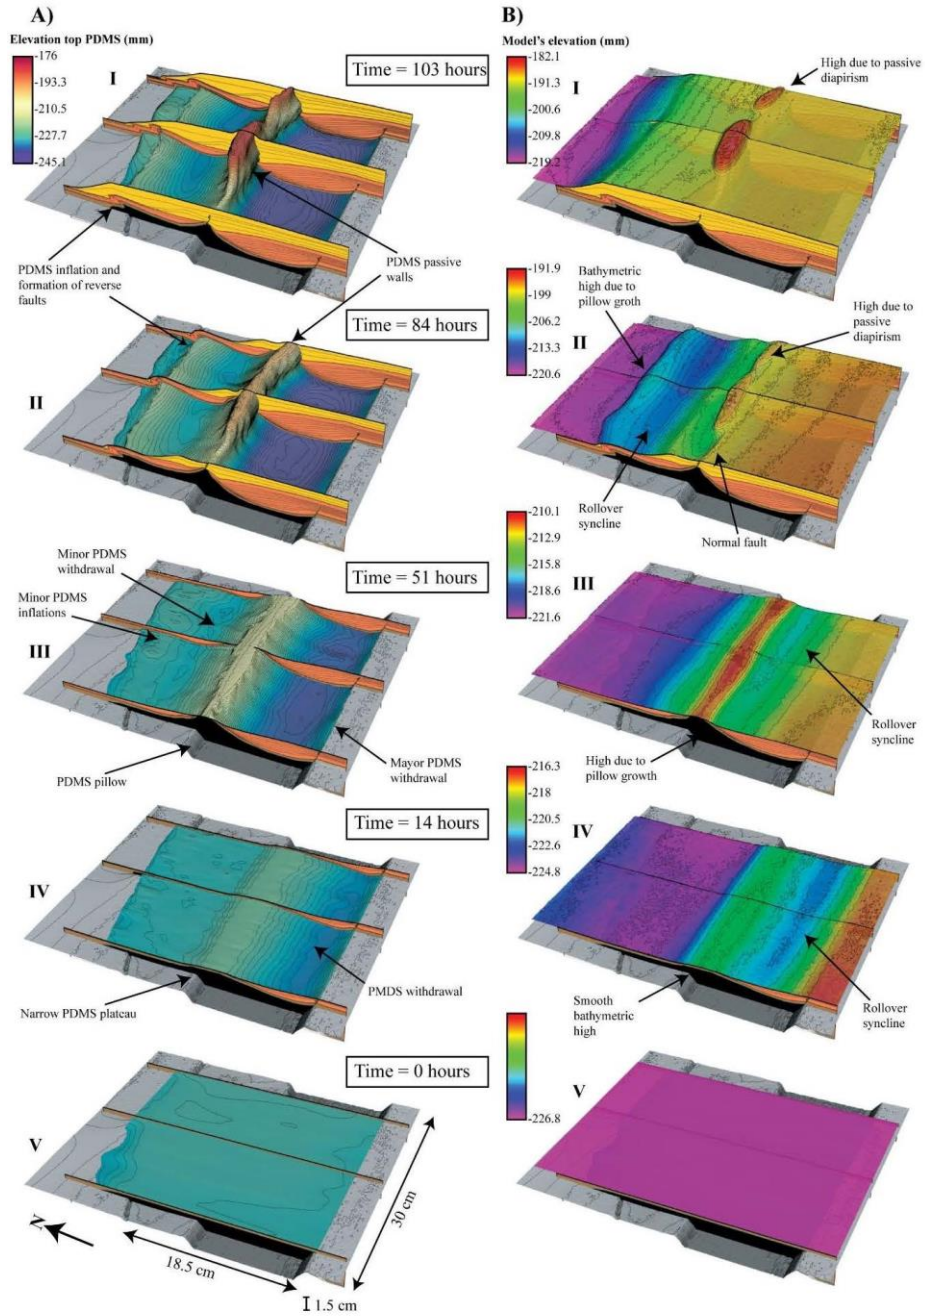 A)
B)
Elevation top PDMS (mm)
-176
-193.3
-210.5
-227.7
-245.1
I
Time = 103 hours
Model's elevation (mm)
-182.1
-191.3
-200.6
-209.8
-219.2
I
High due to
passive
diapirism
PDMS inflation and
formation of reverse
faults
PDMS passive
walls
Time = 84 hours
II
-191.9
-199
-206.2
-213.3
-220.6
Bathymetric
high due to
pillow groth
High due to
passive
diapirism
II
Rollover
syncline
Normal fault
Minor PDMS
withdrawal
Minor PDMS
inflations
Time = 51 hours
III
PDMS pillow
Mayor PDMS
withdrawal
-210.1
-212.9
-215.8
-218.6
-221.6
III
Rollover
syncline
High due to
pillow growth
Time = 14 hours
IV
Narrow PDMS plateau
PMDS withdrawal
-216.3
-218
-220.5
-222.6
-224.8
IV
Smooth
bathymetric
high
Rollover
syncline
Time = 0 hours
V
N
18.5 cm
30 cm
1.5 cm
-226.8
V